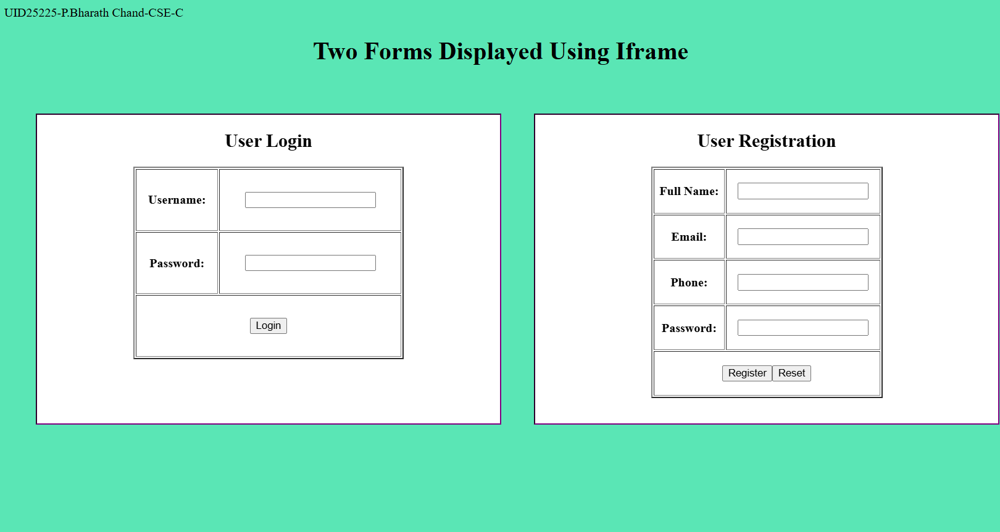 UID25225-P.Bharath Chand-CSE-C
Two Forms Displayed Using Iframe
User Login
Username:
Password:
Login
User Registration
Full Name:
Email:
Phone:
Password:
Register Reset